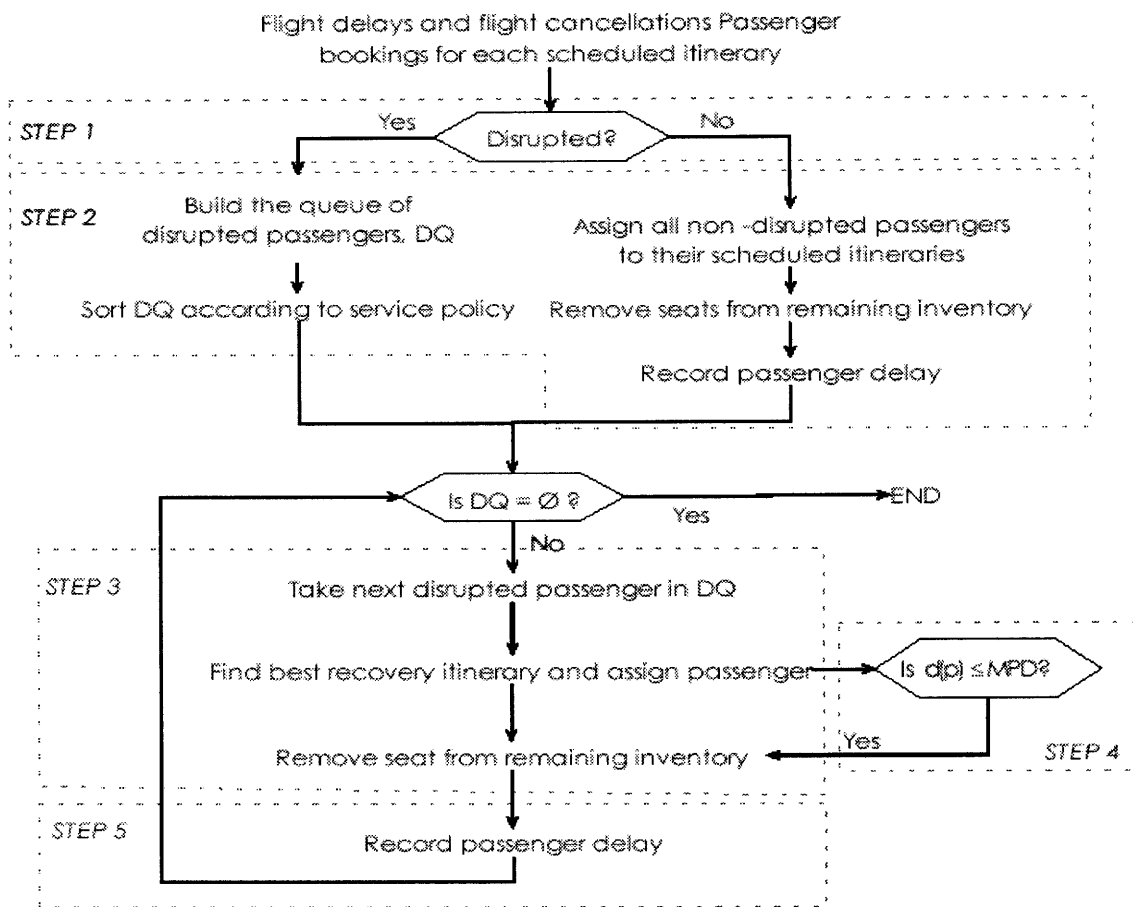 Flight delays and flight cancellations Passenger
bookings for each scheduled itinerary
STEP 1
Yes
Disrupted?
No
STEP 2
Build the queue of
disrupted passengers, DQ
Sort DQ according to service policy
Assign all non -disrupted passengers
to their scheduled itineraries
Remove seats from remaining inventory
Record passenger delay
Is DQ = Ø ?
Yes
END
No
STEP 3
Take next disrupted passenger in DQ
Find best recovery itinerary and assign passenger
Is d(p) ≤ MPD?
Yes
STEP 4
Remove seat from remaining inventory
STEP 5
Record passenger delay